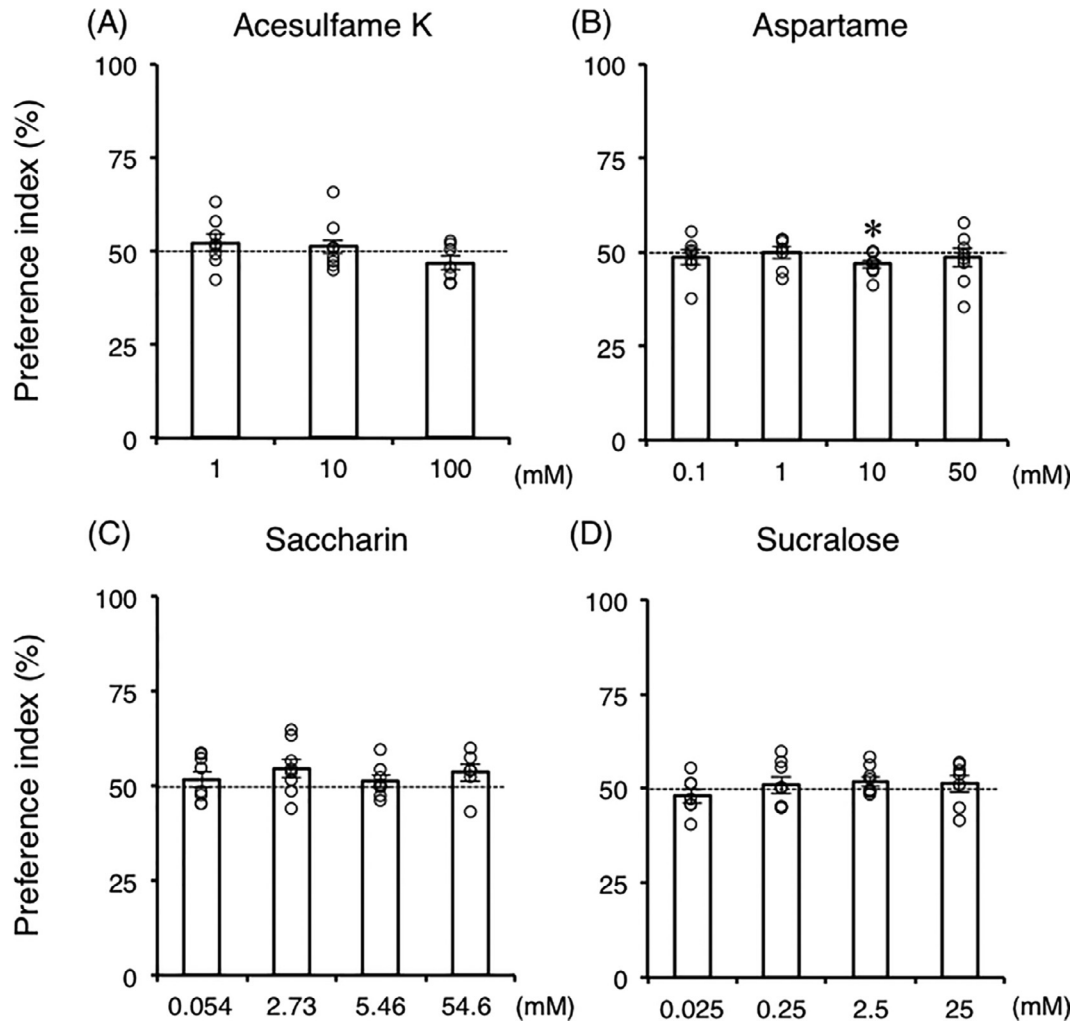 (A) Acesulfame K
Preference index (%)
100
75
50
25
0
1 10 100 (mM)
(B) Aspartame
100
75
50
25
0
*
0.1 1 10 50 (mM)
(C) Saccharin
Preference index (%)
100
75
50
25
0
0.054 2.73 5.46 54.6 (mM)
(D) Sucralose
100
75
50
25
0
0.025 0.25 2.5 25 (mM)